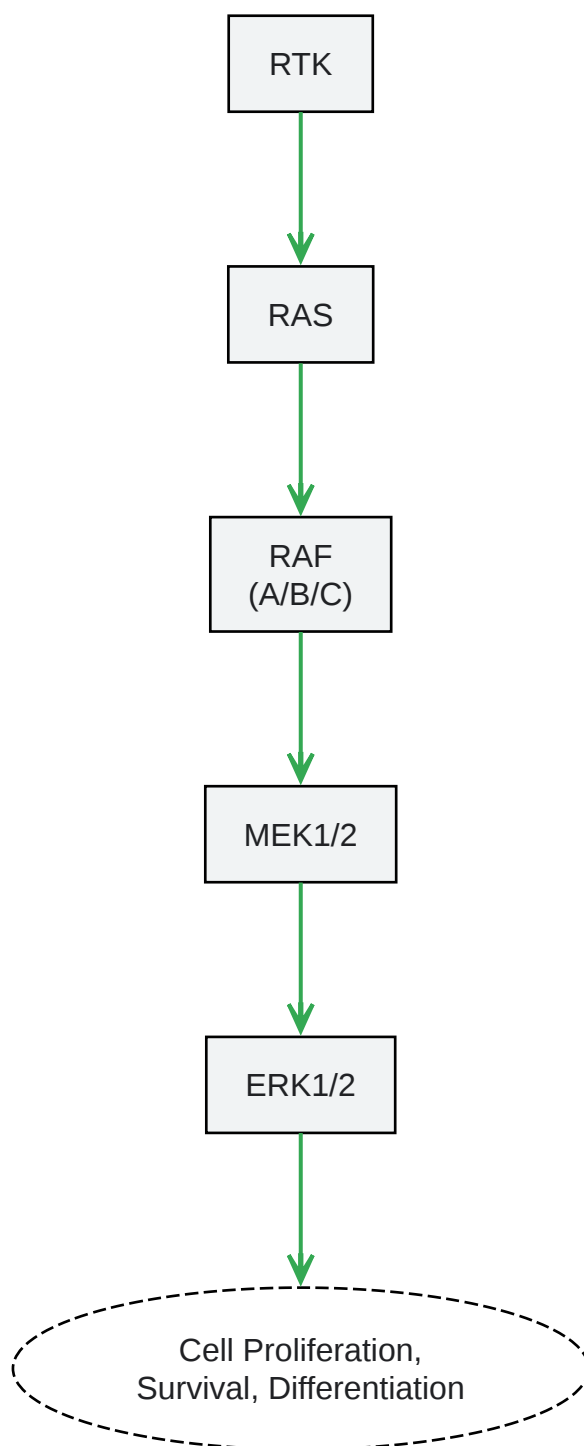 RTK
RAS
RAF
(A/B/C)
MEK1/2
ERK1/2
Cell Proliferation,
Survival, Differentiation